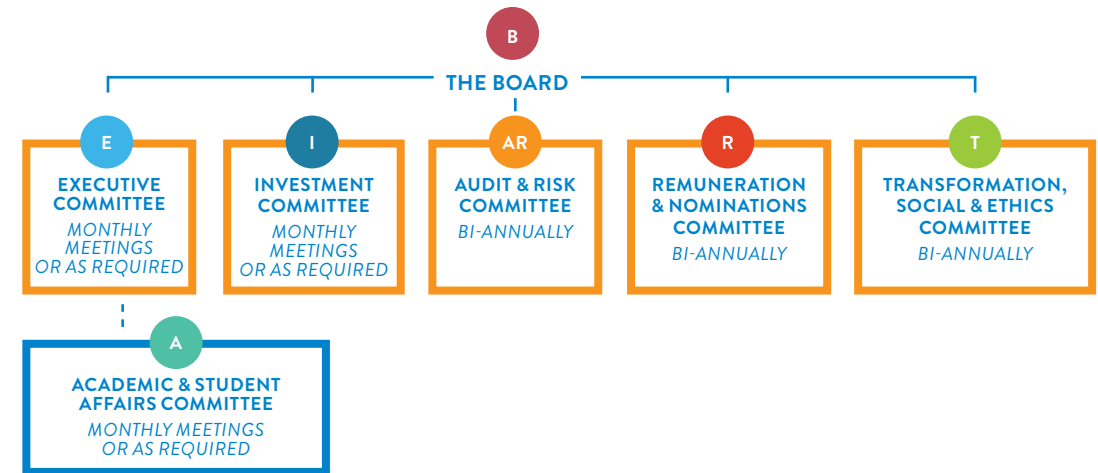 B
THE BOARD
E
EXECUTIVE
COMMITTEE
MONTHLY
MEETINGS
OR AS REQUIRED
I
INVESTMENT
COMMITTEE
MONTHLY
MEETINGS
OR AS REQUIRED
AR
AUDIT & RISK
COMMITTEE
BI-ANNUALLY
R
REMUNERATION
& NOMINATIONS
COMMITTEE
BI-ANNUALLY
T
TRANSFORMATION,
SOCIAL & ETHICS
COMMITTEE
BI-ANNUALLY
A
ACADEMIC & STUDENT
AFFAIRS COMMITTEE
MONTHLY MEETINGS
OR AS REQUIRED